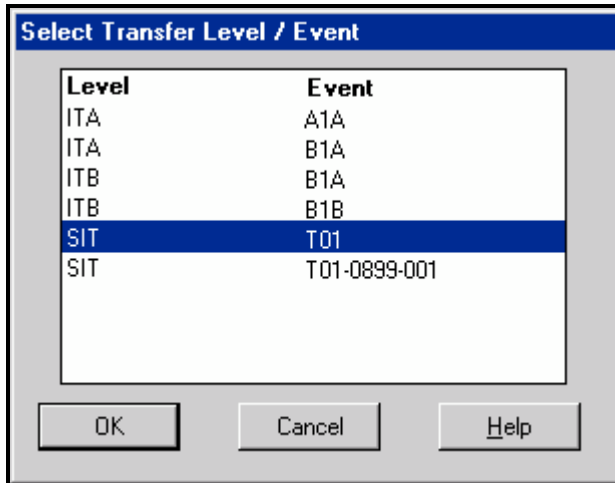 Select Transfer Level / Event
Level Event
ITA A1A
ITA B1A
ITB B1A
ITB B1B
SIT T01
SIT T01-0899-001
OK Cancel Help